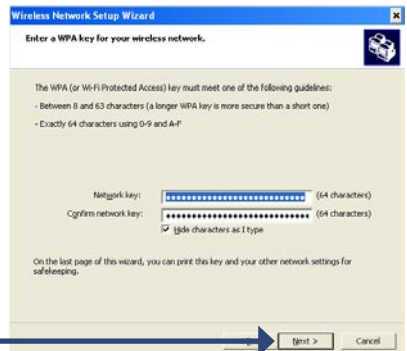 Wireless Network Setup Wizard
Enter a WPA key for your wireless network.
The WPA (or Wi-Fi Protected Access) key must meet one of the following guidelines:
- Between 8 and 63 characters (a longer WPA key is more secure than a short one)
- Exactly 64 characters using 0-9 and A-F
Network key: (64 characters)
Confirm network key: (64 characters)
Hide characters as I type
On the last page of this wizard, you can print this key and your other network settings for
safekeeping.
Next > Cancel